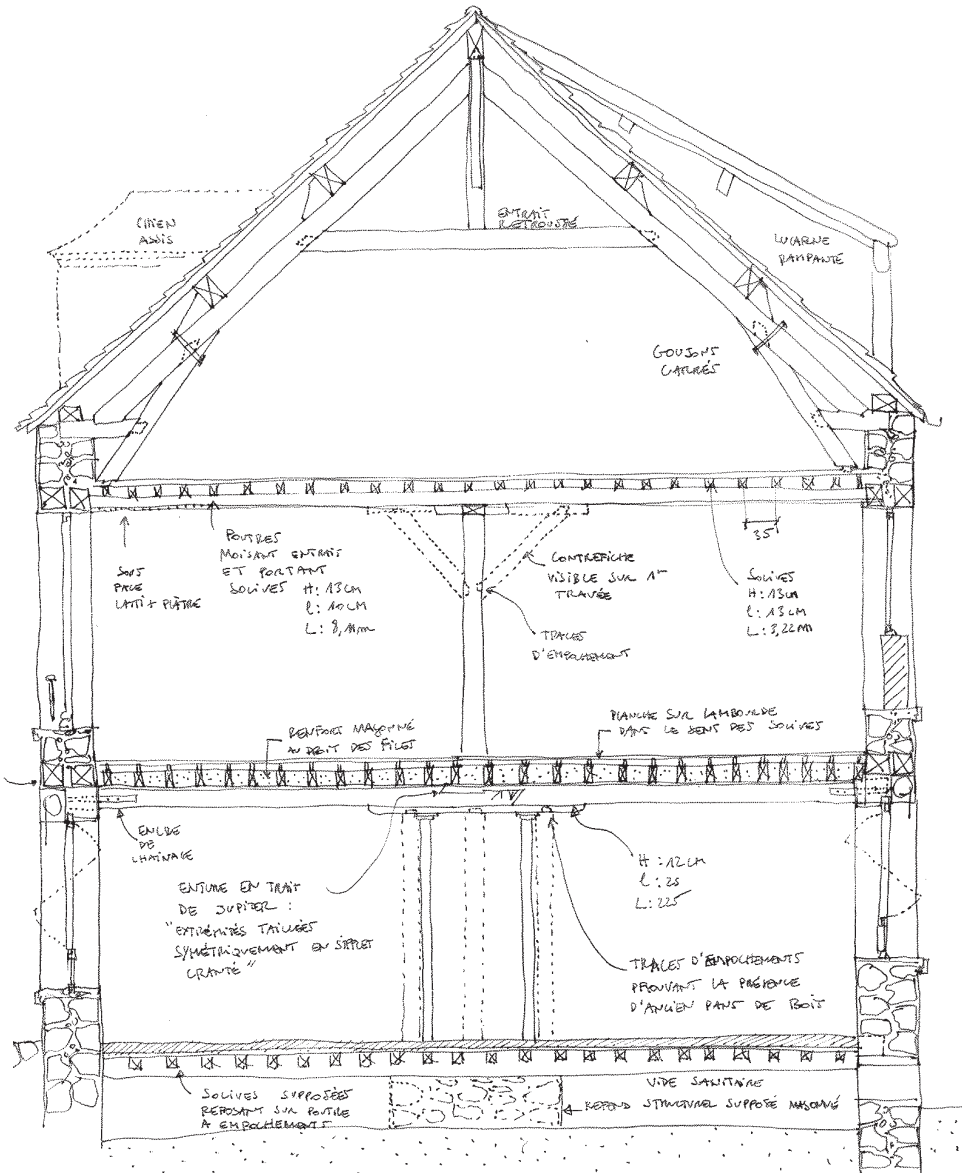 CHIEN
ASSIS
ENTRAIT
RETROUSSÉ
LUCARNE
RAMPANTE
GOUJONS
CARRÉS
35
SOUS
FACE
LATTIS + PLÂTRE
POUTRES
MOISANT ENTRAIS
ET PORTANT
SOLIVES
H: 13CM
l: 10CM
L: 8,11m
CONTREFICHE
VISIBLE SUR 1re
TRAVÉE
SOLIVES
H: 13CM
l: 13CM
L: 3,22M
TRACES
D'EMPOCHEMENT
RENFORT MAÇONNÉ
AU DROIT DES FILETS
PLANCHE SUR LAMBOURDE
DANS LE SENS DES SOLIVES
ENCRE
DE
CHAÎNAGE
ENTURE EN TRAIT
DE JUPITER :
"EXTRÉMITÉS TAILLÉES
SYMÉTRIQUEMENT EN SIFFLET
CRANTÉ"
H : 12CM
l : 25
L : 225
TRACES D'EMPOCHEMENTS
PROUVANT LA PRÉSENCE
D'ANCIEN PANS DE BOIS
SOLIVES SUPPOSÉES
REPOSANT SUR POUTRE
A EMPOCHEMENTS
VIDE SANITAIRE
REFEND STRUCTUREL SUPPOSÉ MAÇONNÉ